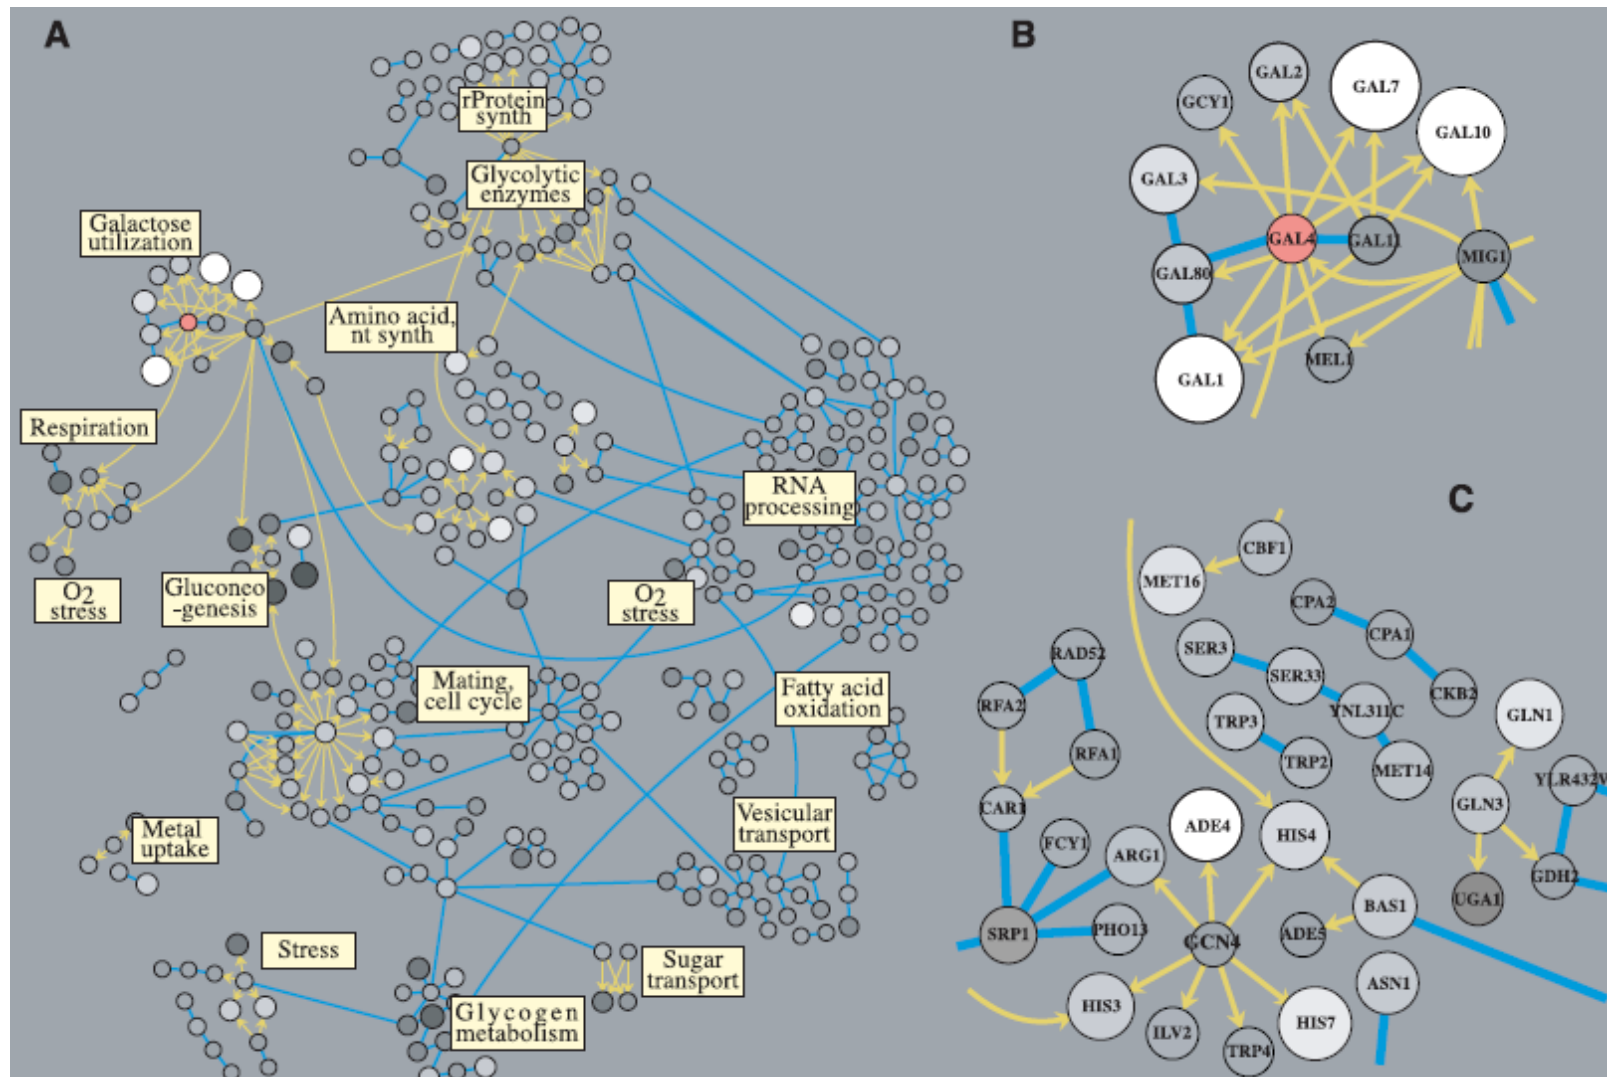 A
rProtein
synth
Glycolytic
enzymes
Galactose
utilization
Amino acid,
nt synth
Respiration
RNA
processing
O2
stress
Gluconeo
-genesis
O2
stress
Mating,
cell cycle
Fatty acid
oxidation
Metal
uptake
Vesicular
transport
Stress
Sugar
transport
Glycogen
metabolism
B
GAL2
GAL7
GCY1
GAL10
GAL3
GAL4
GAL11
MIG1
GAL80
MEL1
GAL1
C
CBF1
MET16
CPA2
CPA1
SER3
RAD52
SER33
CKB2
RFA2
YNL311C
TRP3
GLN1
RFA1
TRP2
MET14
YLR432W
CAR1
GLN3
ADE4
HIS4
FCY1
ARG1
GDH2
UGA1
BAS1
SRP1
PHO13
GCN4
ADE5
ASN1
HIS3
HIS7
ILV2
TRP4